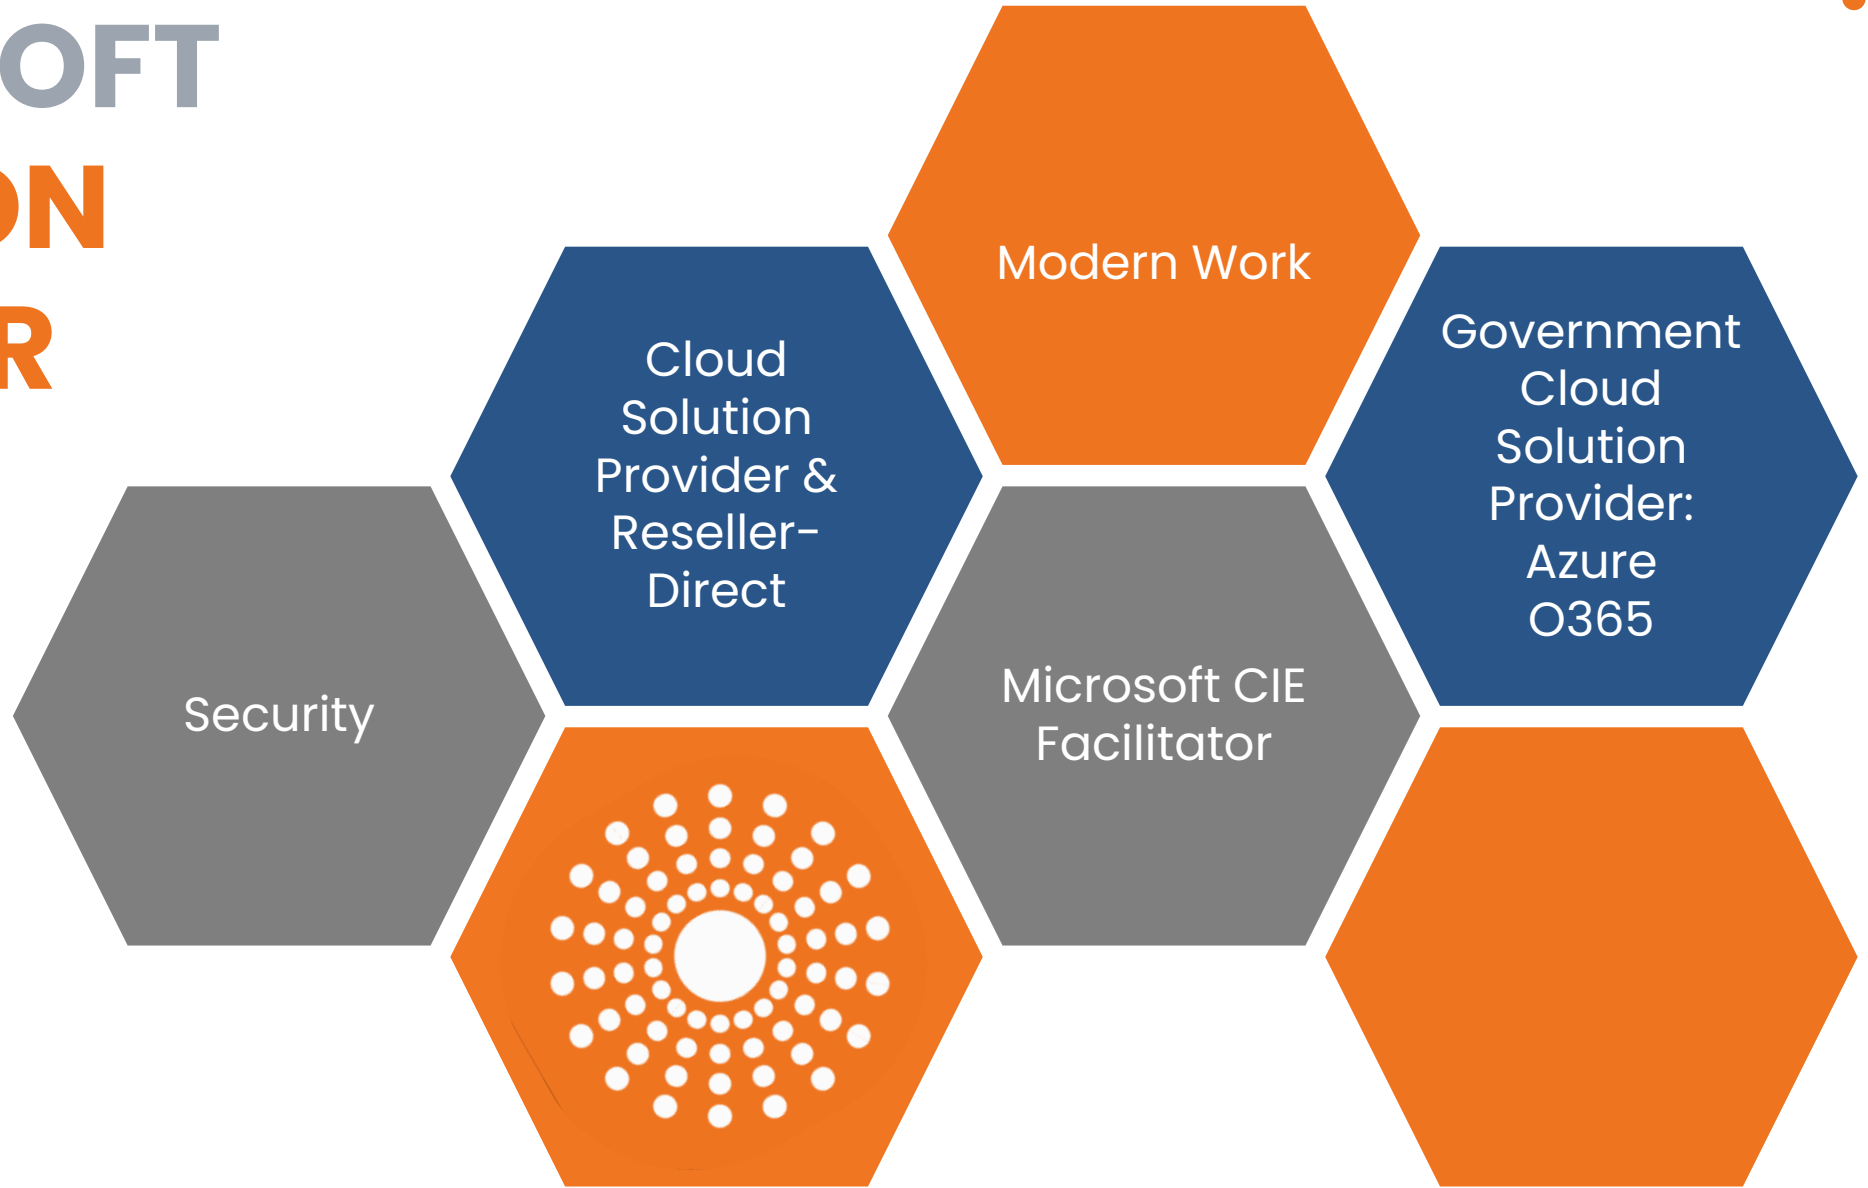 OFT
ON
R
Modern Work
Cloud
Solution
Provider &
Reseller-
Direct
Government
Cloud
Solution
Provider:
Azure
O365
Security
Microsoft CIE
Facilitator